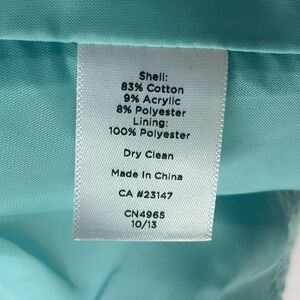 Shell:
83% Cotton
9% Acrylic
8% Polyester
Lining:
100% Polyester
Dry Clean
Made In China
CA #23147
CN4965
10/13